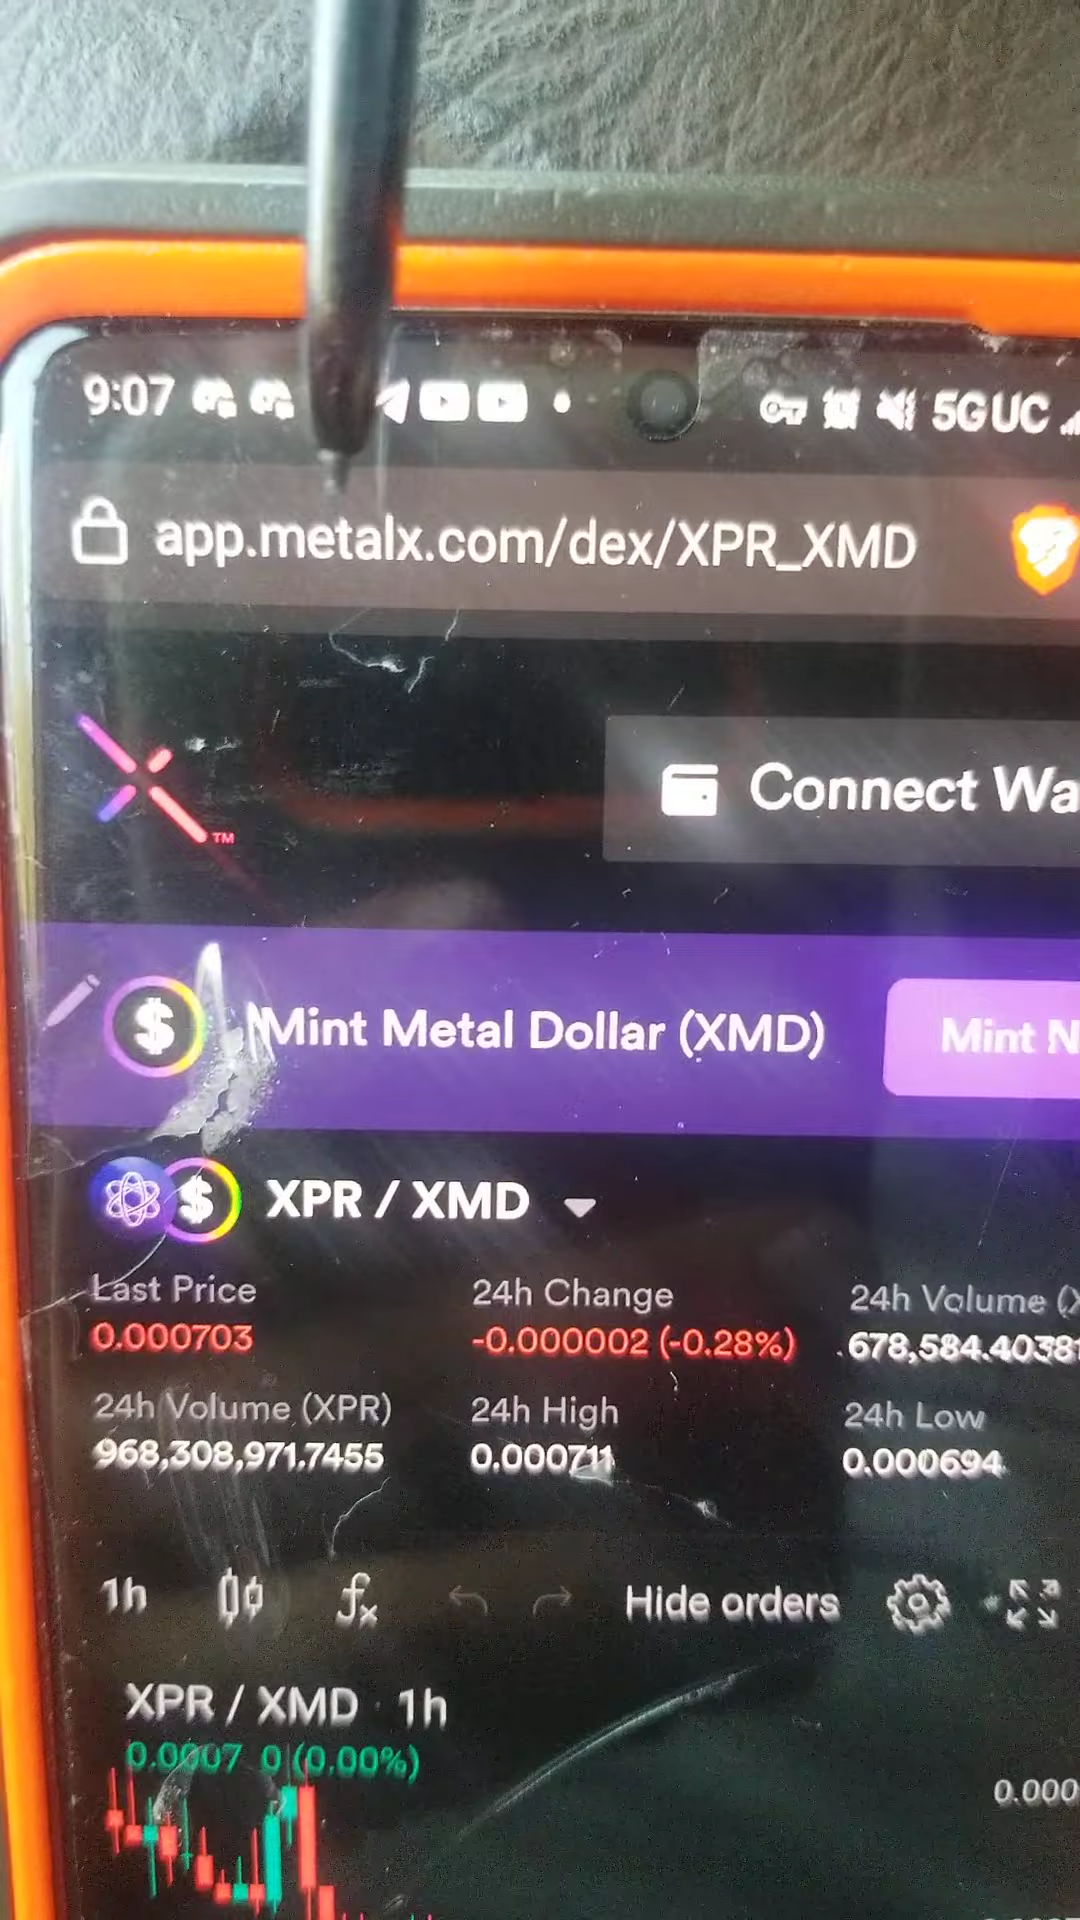 9:07
5GUC
app.metalx.com/dex/XPR_XMD
Connect
TM
Mint Metal Dollar (XMD)
Mint
XPR / XMD
Last Price
24h Change
24h Volume
0.000703
-0.000002 (-0.28%)
678,584.40381
24h Volume (XPR)
24h High
24h Low
968,308,971.7455
0.000711
0.000694
1h
fx
Hide orders
XPR / XMD · 1h
0.0007 0 (0.00%)
0.000